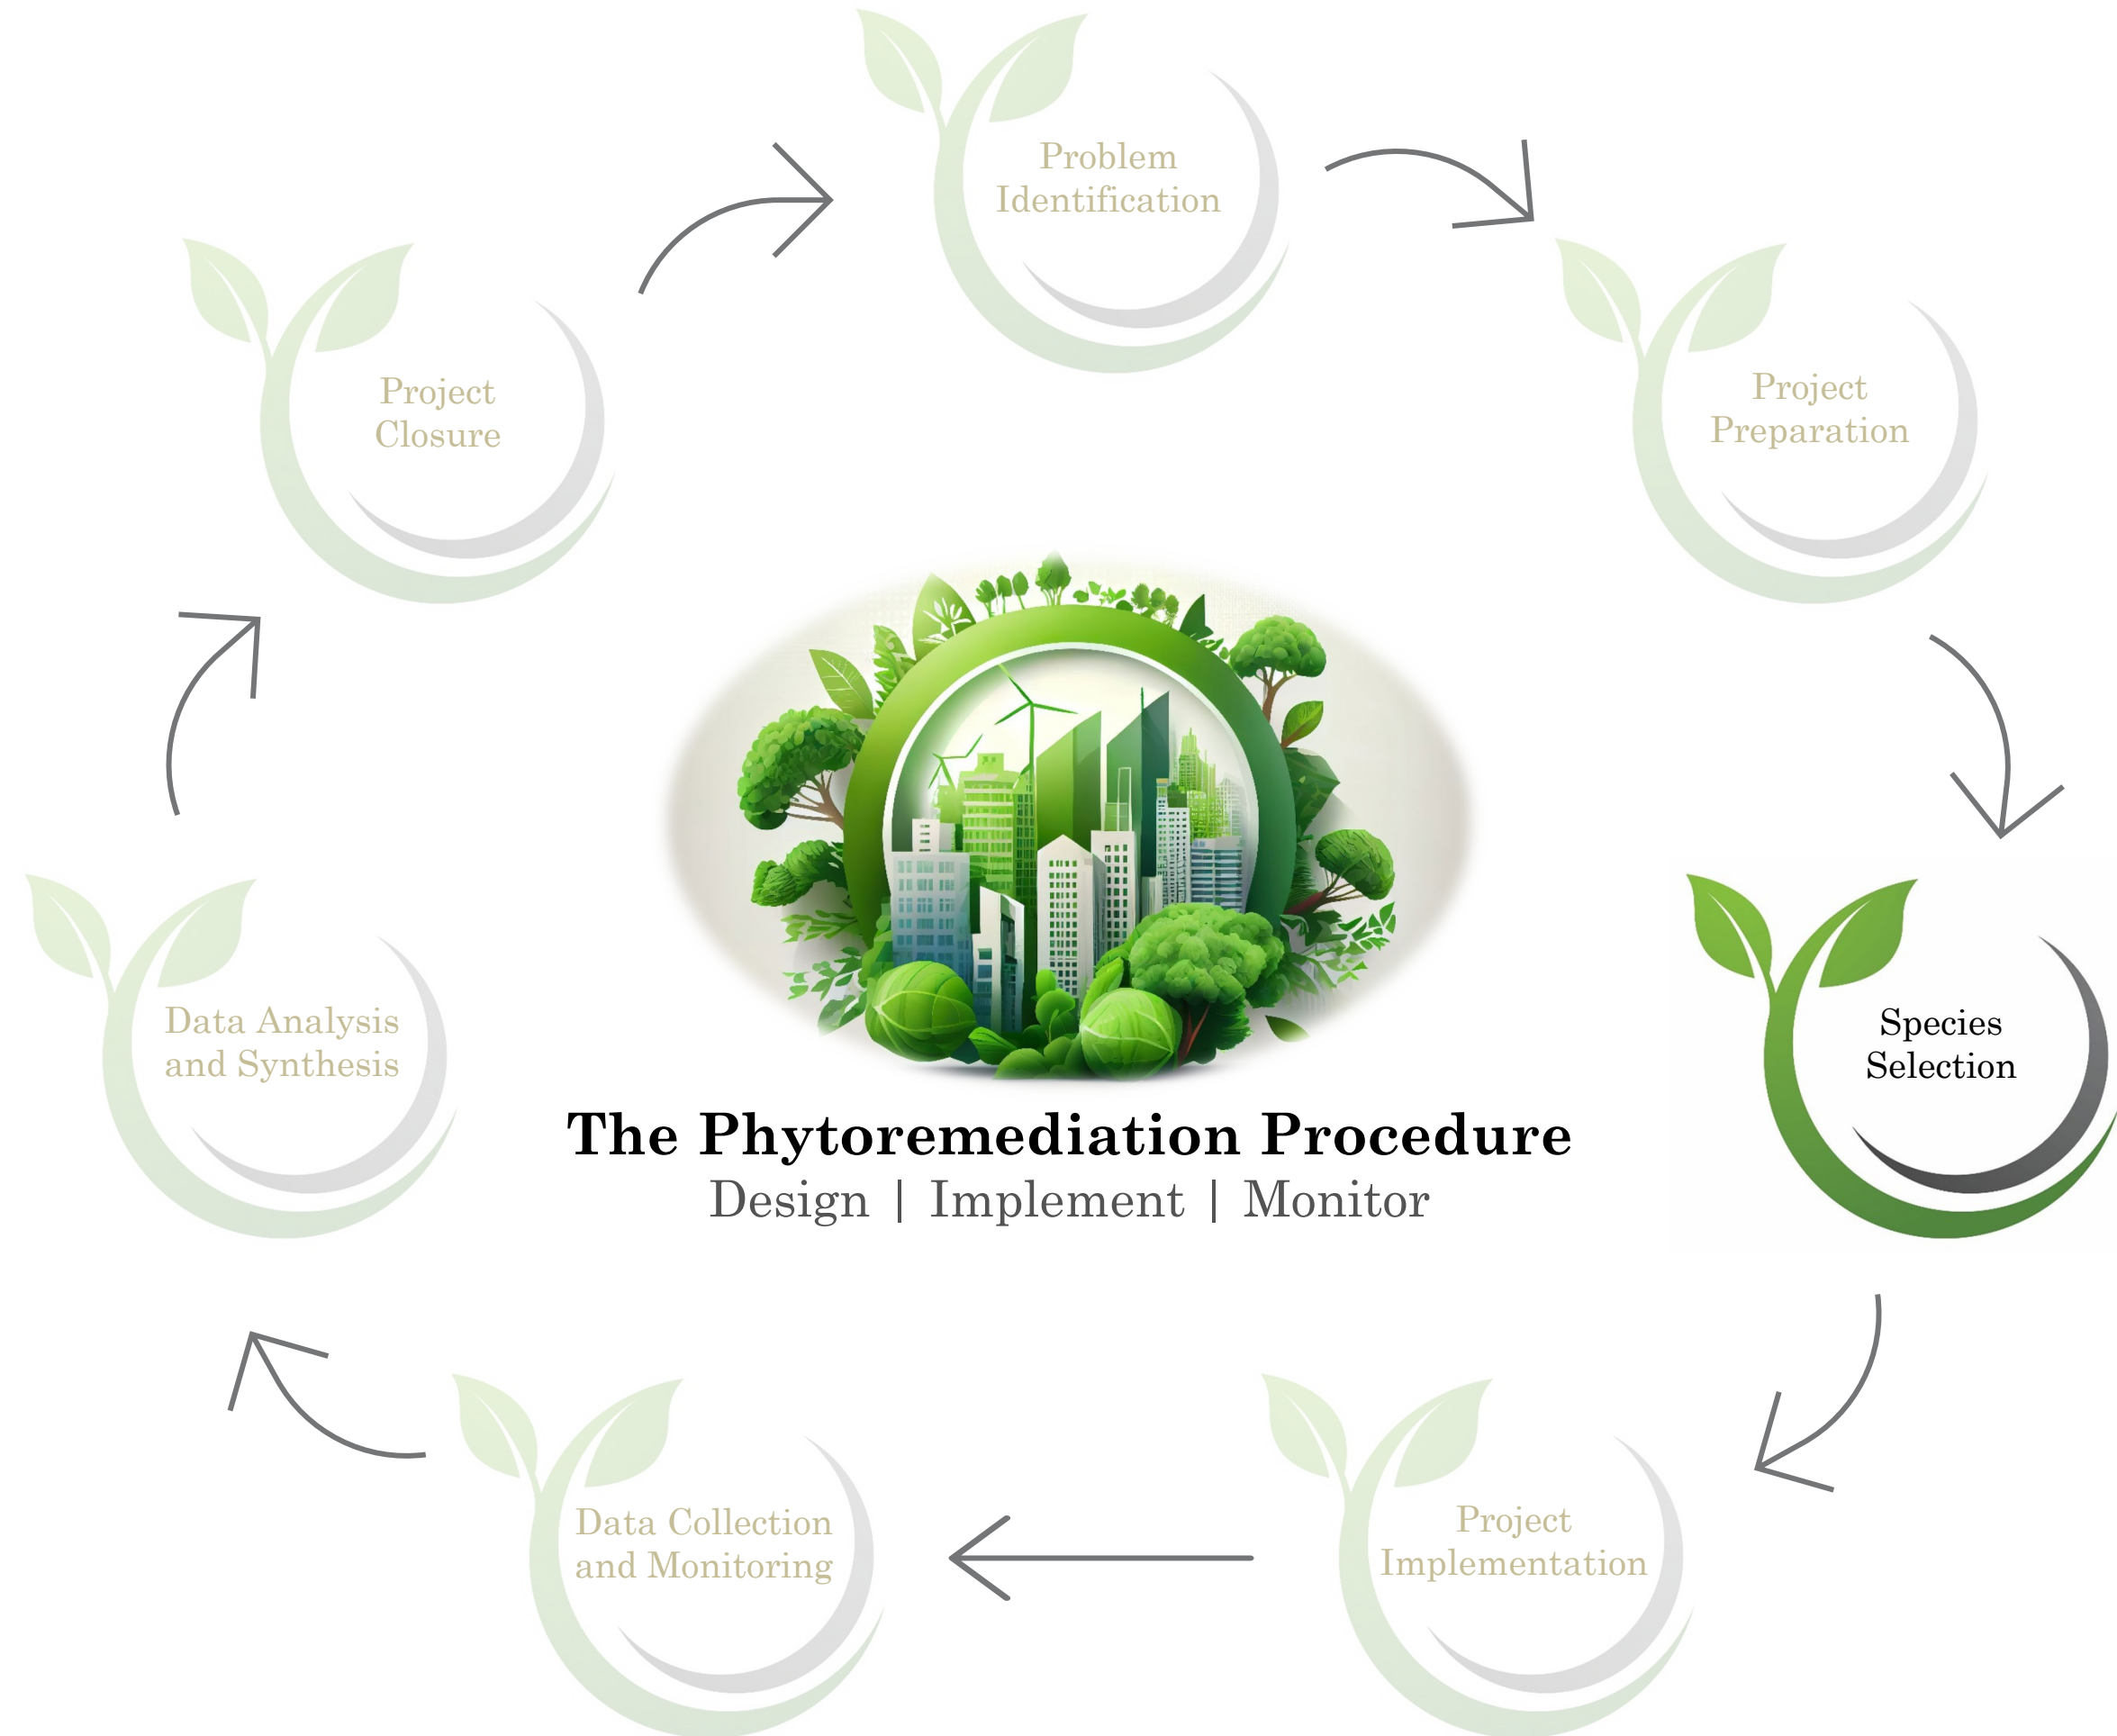 Problem
Identification
Project
Preparation
Species
Selection
Project
Implementation
Data Collection
and Monitoring
Data Analysis
and Synthesis
Project
Closure
The Phytoremediation Procedure
Design | Implement | Monitor